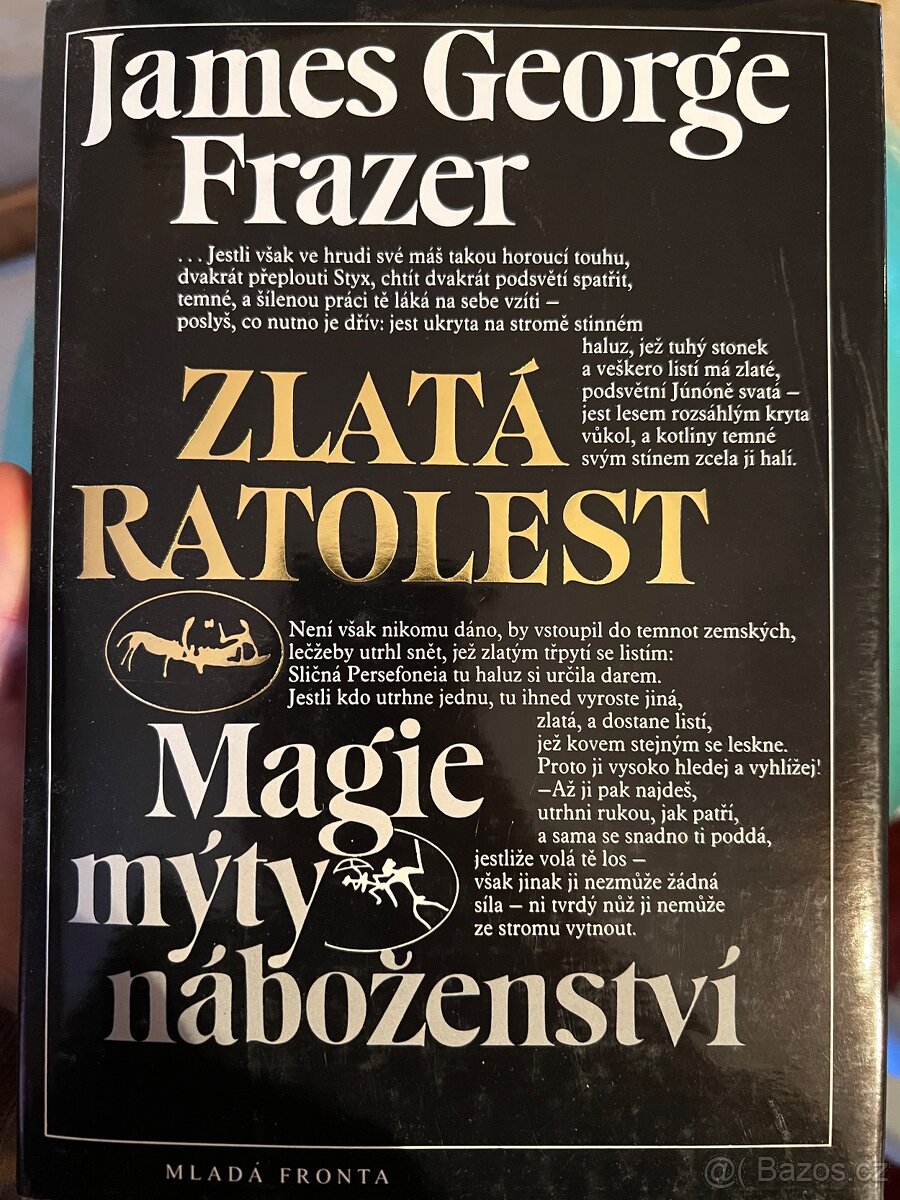 James George
Frazer
...Jestli však ve hrudi své máš takou horoucí touhu,
dvakrát přeplouti Styx, chtít dvakrát podsvětí spatřit,
temné, a šílenou práci tě láká na sebe vzíti –
poslyš, co nutno je dřív: jest ukryta na stromě stinném
haluz, jež tuhý stonek
a veškero listí má zlaté,
podsvětní Júnóně svatá –
jest lesem rozsáhlým kryta
vůkol, a kotliny temné
svým stínem zcela ji halí.
ZLATÁ
RATOLEST
Není však nikomu dáno, by vstoupil do temnot zemských,
lečžeby utrhl snět, jež zlatým třpytí se listím:
Sličná Persefoneia tu haluz si určila darem.
Jestli kdo utrhne jednu, tu ihned vyroste jiná,
zlatá, a dostane listí,
jež kovem stejným se leskne.
Proto ji vysoko hledej a vyhlížej!
–Až ji pak najdeš,
utrhni rukou, jak patří,
a sama se snadno ti poddá,
jestliže volá tě los –
však jinak ji nezmůže žádná
síla – ni tvrdý nůž ji nemůže
ze stromu vytnout.
Magie
mýty
náboženství
MLADÁ FRONTA
@( Bazos.cz